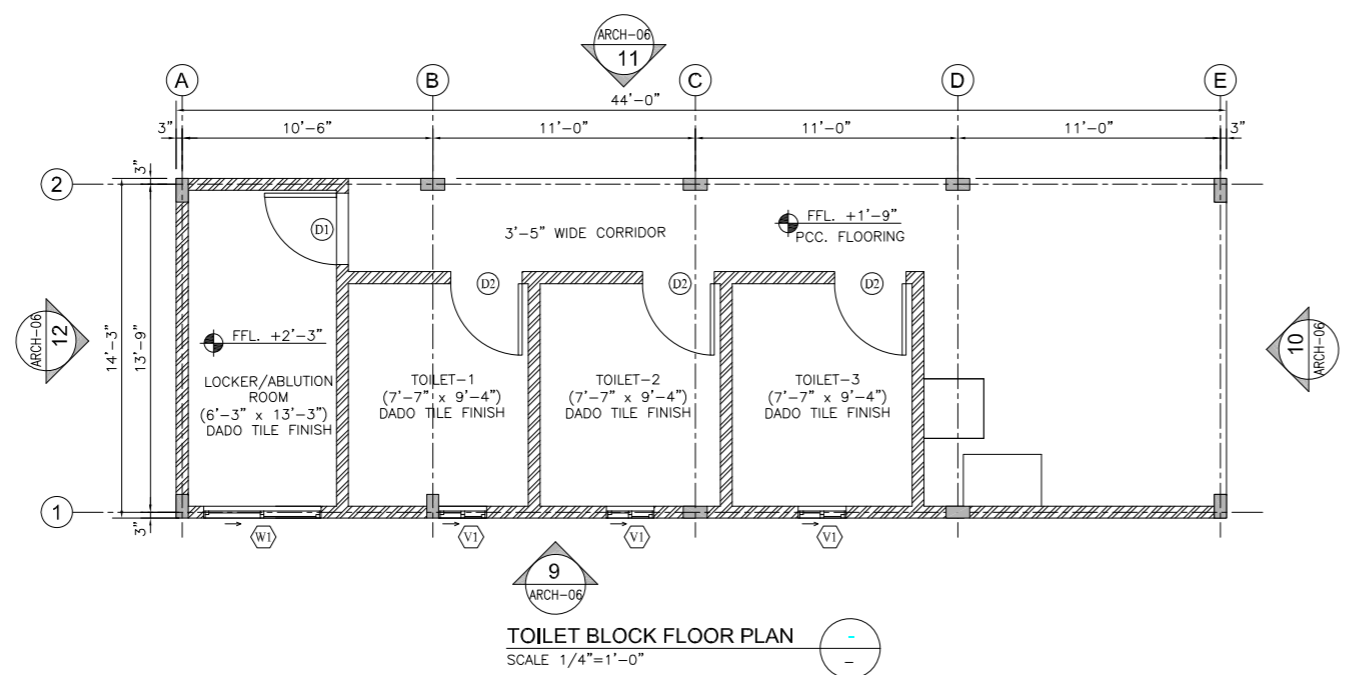 ARCH-06
11
A
B
C
D
E
44'-0"
3"
10'-6"
11'-0"
11'-0"
11'-0"
3"
3"
2
D1
3'-5" WIDE CORRIDOR
FFL. +1'-9"
PCC. FLOORING
D2
D2
D2
ARCH-06
12
14'-3"
13'-9"
FFL. +2'-3"
10
ARCH-06
LOCKER/ABLUTION
ROOM
(6'-3" x 13'-3")
DADO TILE FINISH
TOILET-1
(7'-7" x 9'-4")
DADO TILE FINISH
TOILET-2
(7'-7" x 9'-4")
DADO TILE FINISH
TOILET-3
(7'-7" x 9'-4")
DADO TILE FINISH
1
3"
W1
V1
V1
V1
9
ARCH-06
TOILET BLOCK FLOOR PLAN
-
SCALE 1/4"=1'-0"
-